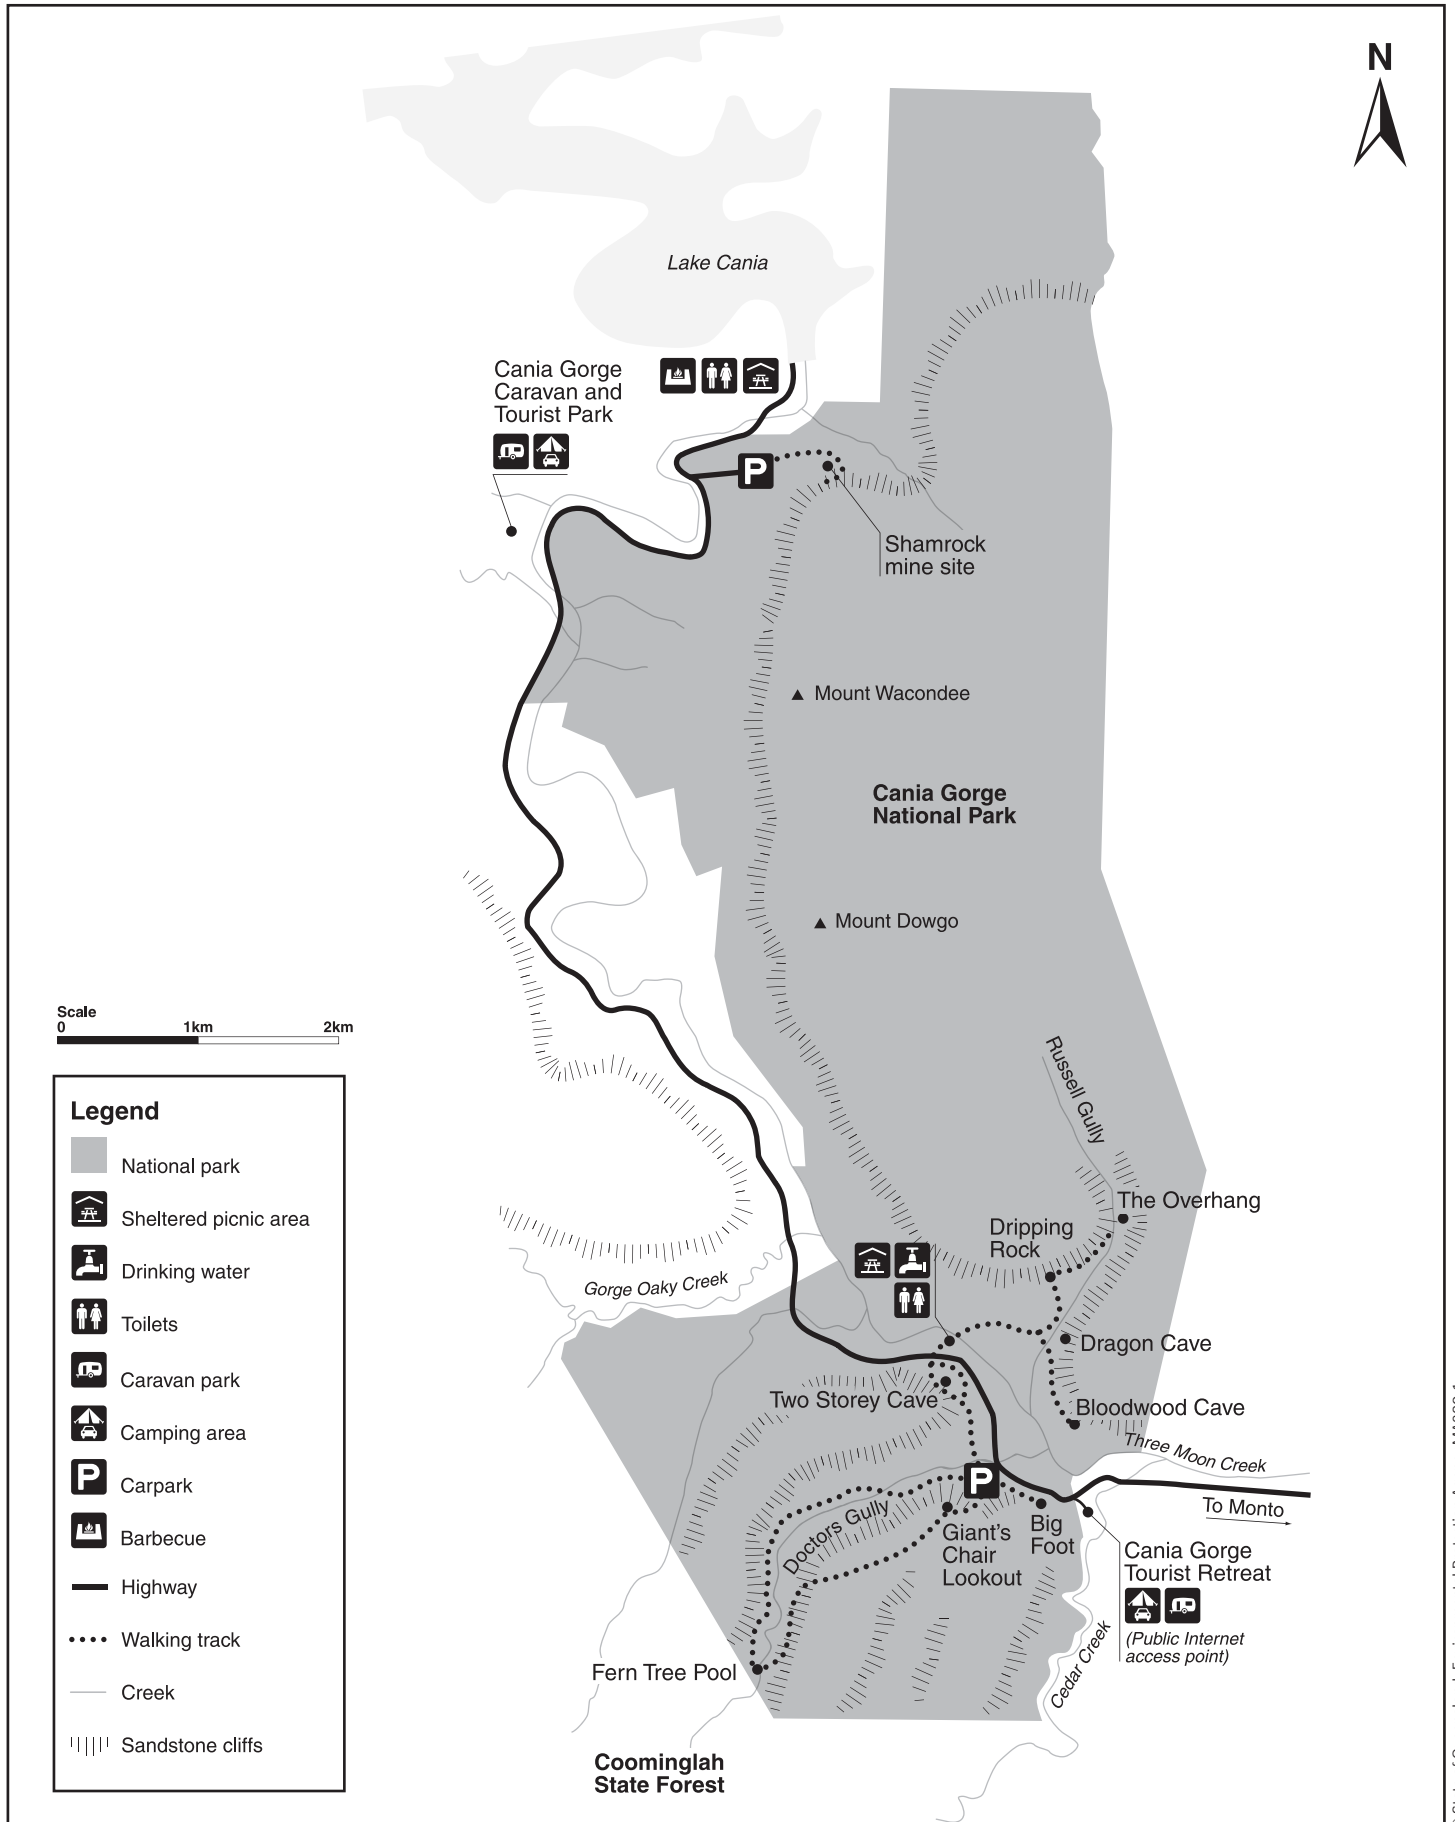 N
Lake Cania
Cania Gorge
Caravan and
Tourist Park
P
Shamrock
mine site
Mount Wacondee
Cania Gorge
National Park
Mount Dowgo
Scale
0 1km 2km
Russell Gully
The Overhang
Dripping
Rock
Gorge Oaky Creek
Dragon Cave
Two Storey Cave
Bloodwood Cave
Three Moon Creek
P
To Monto
Doctors Gully
Giant's
Chair
Lookout
Big
Foot
Cania Gorge
Tourist Retreat
(Public Internet
access point)
Cedar Creek
Fern Tree Pool
Coominglah
State Forest
Legend
National park
Sheltered picnic area
Drinking water
Toilets
Caravan park
Camping area
P Carpark
Barbecue
Highway
Walking track
Creek
Sandstone cliffs